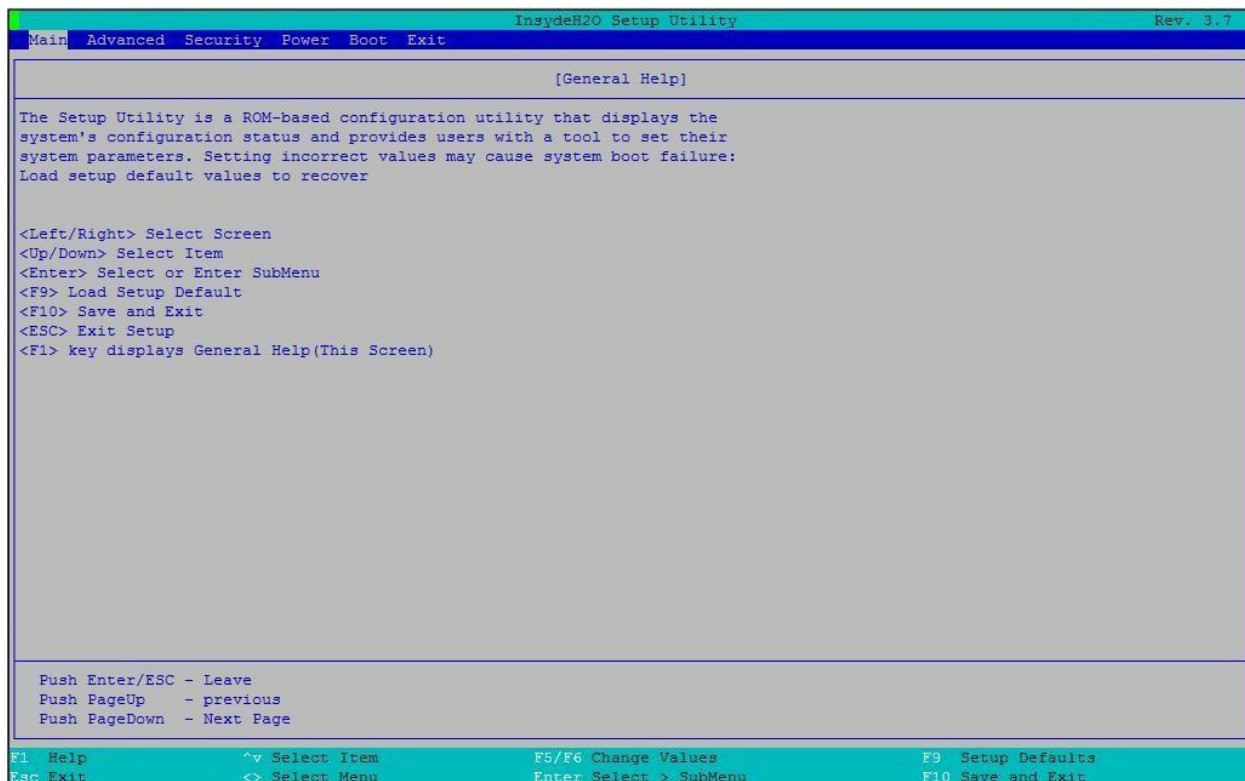 InsydeH2O Setup Utility Rev. 3.7
Main Advanced Security Power Boot Exit
[General Help]
The Setup Utility is a ROM-based configuration utility that displays the
system's configuration status and provides users with a tool to set their
system parameters. Setting incorrect values may cause system boot failure:
Load setup default values to recover
<Left/Right> Select Screen
<Up/Down> Select Item
<Enter> Select or Enter SubMenu
<F9> Load Setup Default
<F10> Save and Exit
<ESC> Exit Setup
<F1> key displays General Help(This Screen)
Push Enter/ESC - Leave
Push PageUp - previous
Push PageDown - Next Page
F1 Help ^v Select Item F5/F6 Change Values F9 Setup Defaults
Esc Exit <> Select Menu Enter Select > SubMenu F10 Save and Exit